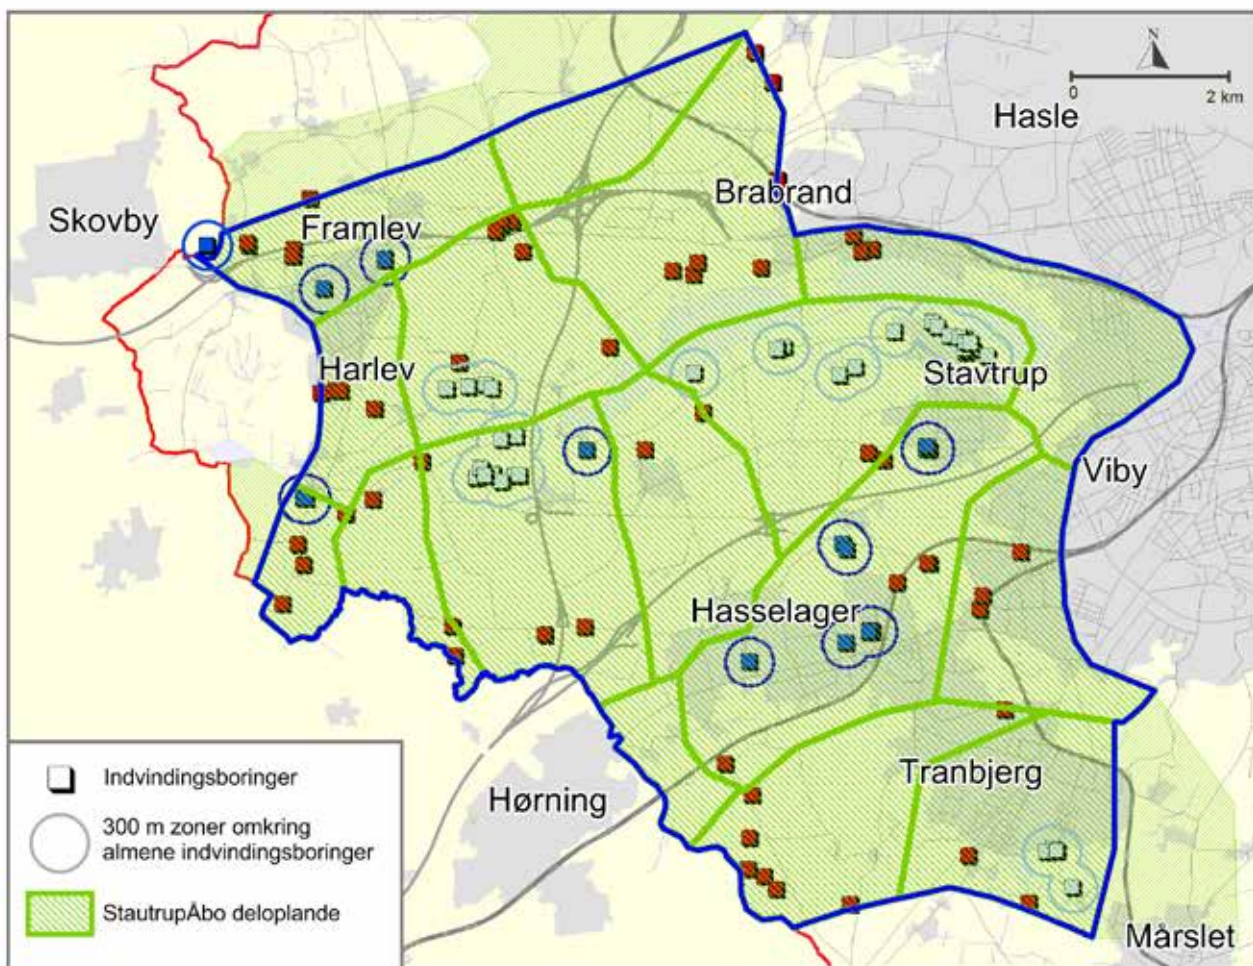 N
0 2 km
Hasle
Brabrand
Skovby
Framlev
Harlev
Stavtrup
Viby
Hasselager
Tranbjerg
Hørning
Mårslet
Indvindingsboringer
300 m zoner omkring
almene indvindingsboringer
StautrupÅbo deloplande